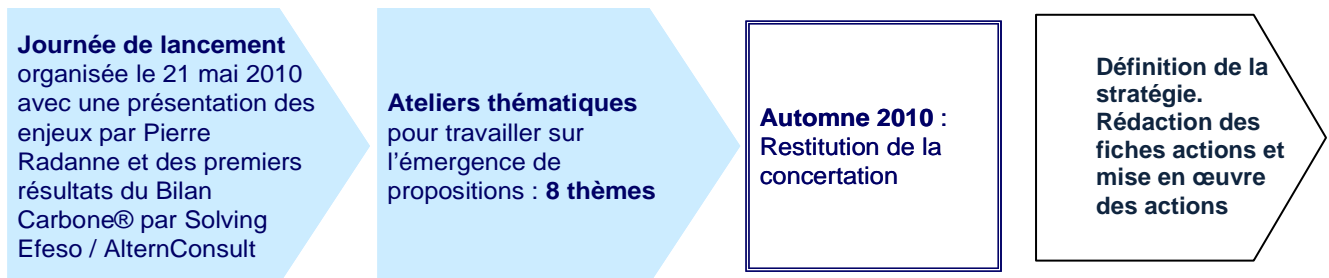 Journée de lancement
organisée le 21 mai 2010
avec une présentation des
enjeux par Pierre
Radanne et des premiers
résultats du Bilan
Carbone® par Solving
Efeso / AlternConsult
Ateliers thématiques
pour travailler sur
l’émergence de
propositions : 8 thèmes
Automne 2010 :
Restitution de la
concertation
Définition de la
stratégie.
Rédaction des
fiches actions et
mise en œuvre
des actions